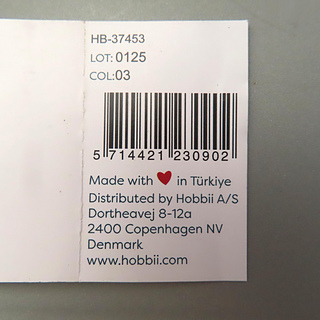 HB-37453
LOT: 0125
COL: 03
5 714421 230902
Made with ❤ in Türkiye
Distributed by Hobbii A/S
Dortheavej 8-12a
2400 Copenhagen NV
Denmark
www.hobbii.com